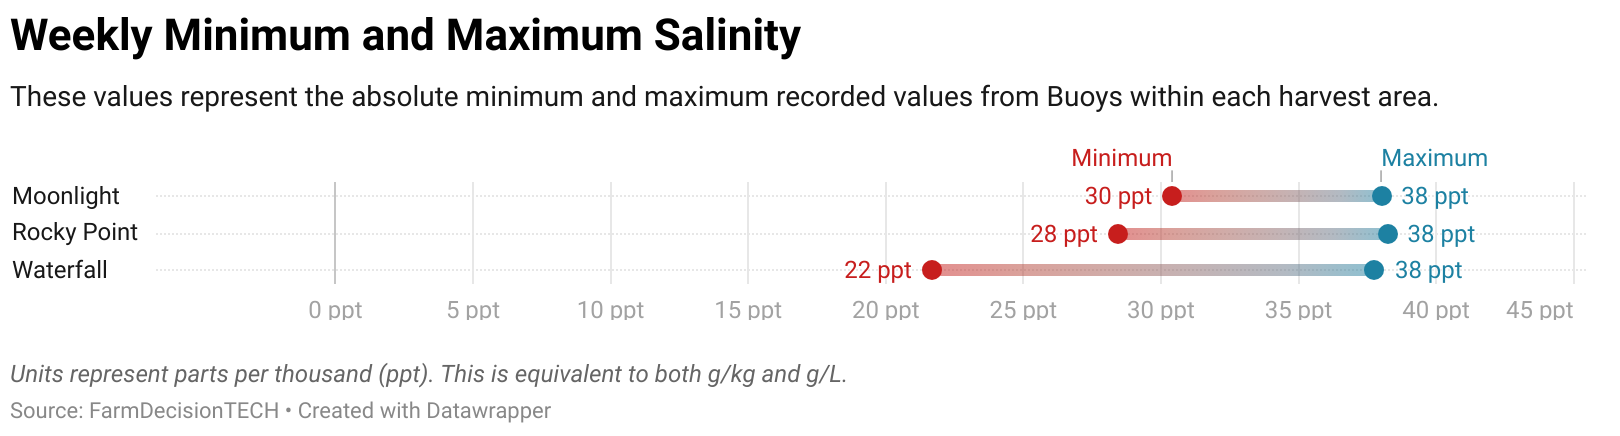 Weekly Minimum and Maximum Salinity
These values represent the absolute minimum and maximum recorded values from Buoys within each harvest area.
Minimum Maximum
Moonlight 30 ppt 38 ppt
Rocky Point 28 ppt 38 ppt
Waterfall 22 ppt 38 ppt
0 ppt 5 ppt 10 ppt 15 ppt 20 ppt 25 ppt 30 ppt 35 ppt 40 ppt 45 ppt
Units represent parts per thousand (ppt). This is equivalent to both g/kg and g/L.
Source: FarmDecisionTECH • Created with Datawrapper